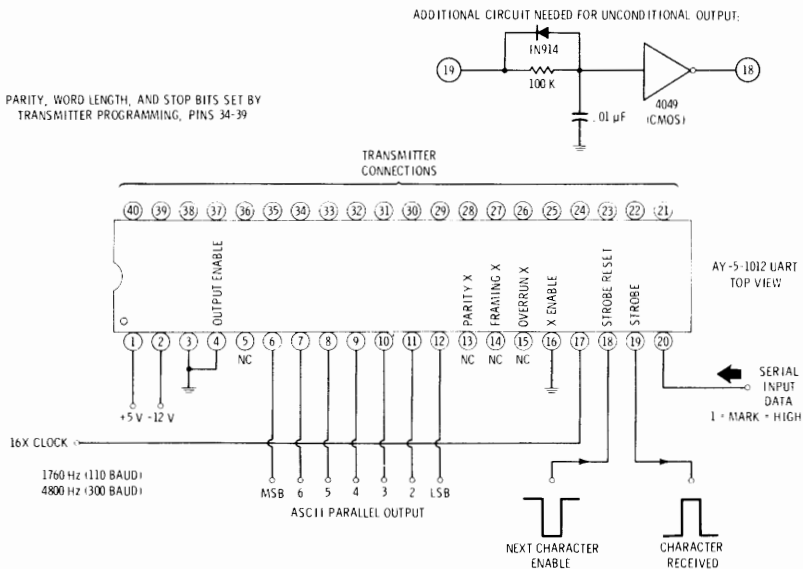 ADDITIONAL CIRCUIT NEEDED FOR UNCONDITIONAL OUTPUT:
IN914
19
18
100 K
4049
(CMOS)
.01 µF
PARITY, WORD LENGTH, AND STOP BITS SET BY
TRANSMITTER PROGRAMMING, PINS 34-39
TRANSMITTER
CONNECTIONS
40 39 38 37 36 35 34 33 32 31 30 29 28 27 26 25 24 23 22 21
OUTPUT ENABLE
PARITY X
FRAMING X
OVERRUN X
X ENABLE
STROBE RESET
STROBE
AY-5-1012 UART
TOP VIEW
1 2 3 4 5 6 7 8 9 10 11 12 13 14 15 16 17 18 19 20
NC NC NC NC
SERIAL
INPUT
DATA
1 = MARK = HIGH
+5 V -12 V
16X CLOCK
1760 Hz (110 BAUD)
4800 Hz (300 BAUD)
MSB 6 5 4 3 2 LSB
ASCII PARALLEL OUTPUT
NEXT CHARACTER
ENABLE
CHARACTER
RECEIVED